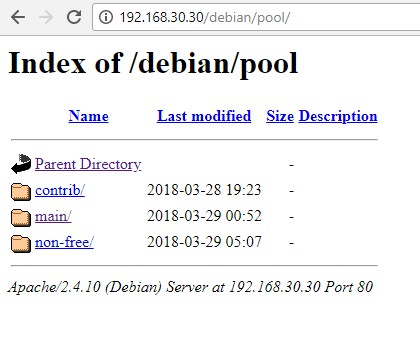 192.168.30.30/debian/pool/
Index of /debian/pool
Name Last modified Size Description
Parent Directory -
contrib/ 2018-03-28 19:23 -
main/ 2018-03-29 00:52 -
non-free/ 2018-03-29 05:07 -
Apache/2.4.10 (Debian) Server at 192.168.30.30 Port 80